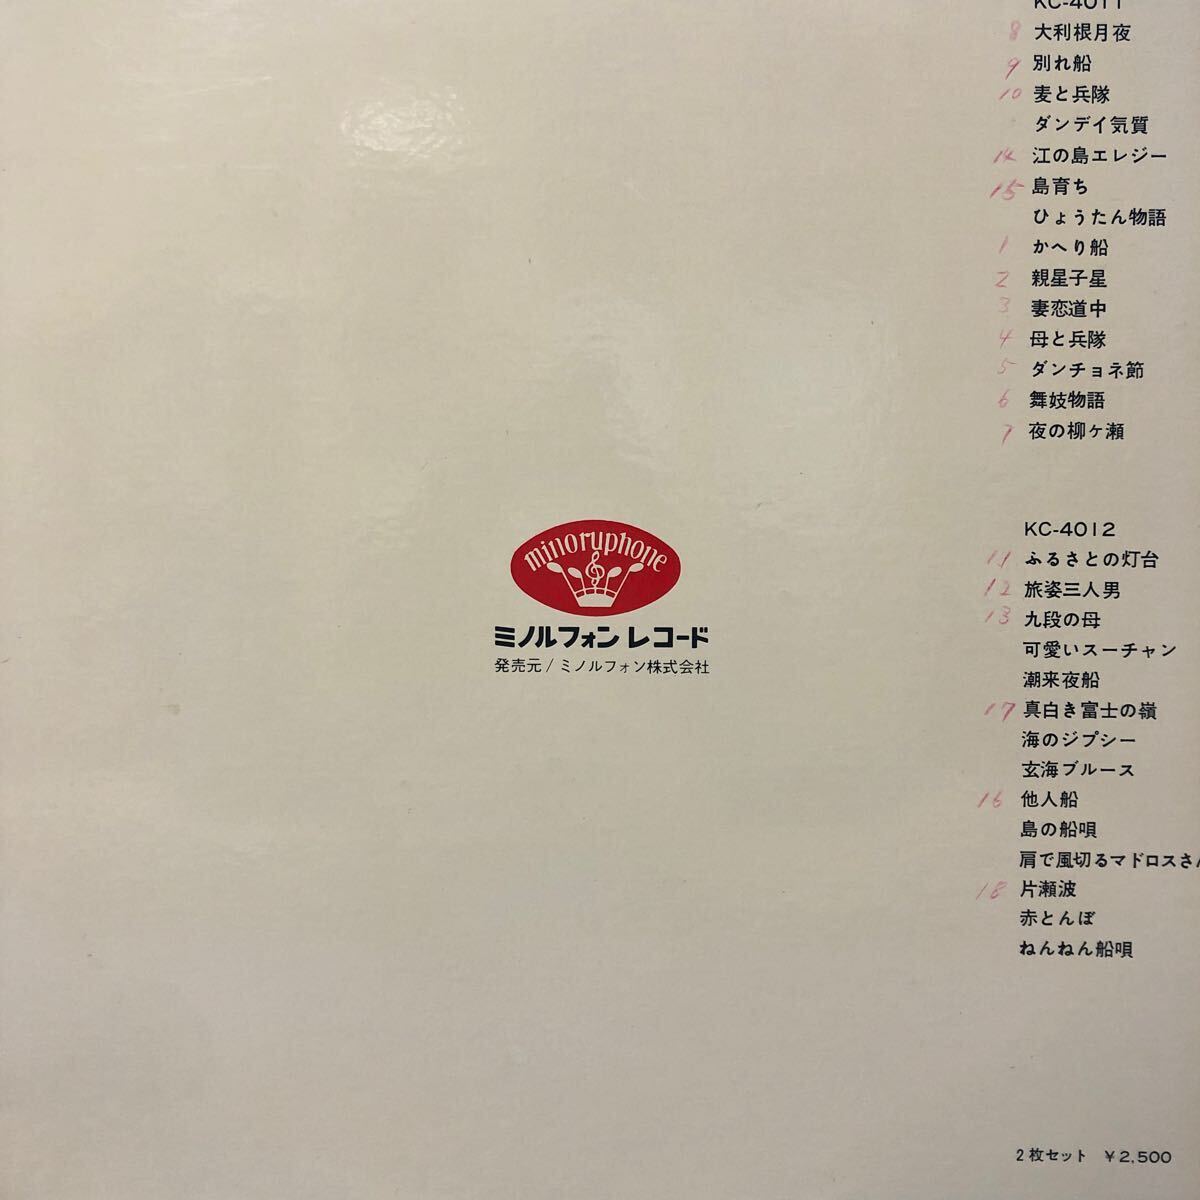 KC-4011
8 大利根月夜
9 別れ船
10 麦と兵隊
ダンデイ気質
14 江の島エレジー
15 島育ち
ひょうたん物語
1 かへり船
2 親星子星
3 妻恋道中
4 母と兵隊
5 ダンチョネ節
6 舞妓物語
7 夜の柳ヶ瀬
KC-4012
11 ふるさとの灯台
12 旅姿三人男
13 九段の母
可愛いスーチャン
潮来夜船
17 真白き富士の嶺
海のジプシー
玄海ブルース
16 他人船
島の船唄
肩で風切るマドロスさん
18 片瀬波
赤とんぼ
ねんねん船唄
minoruphone
ミノルフォン レコード
発売元/ミノルフォン株式会社
2枚セット ¥2,500